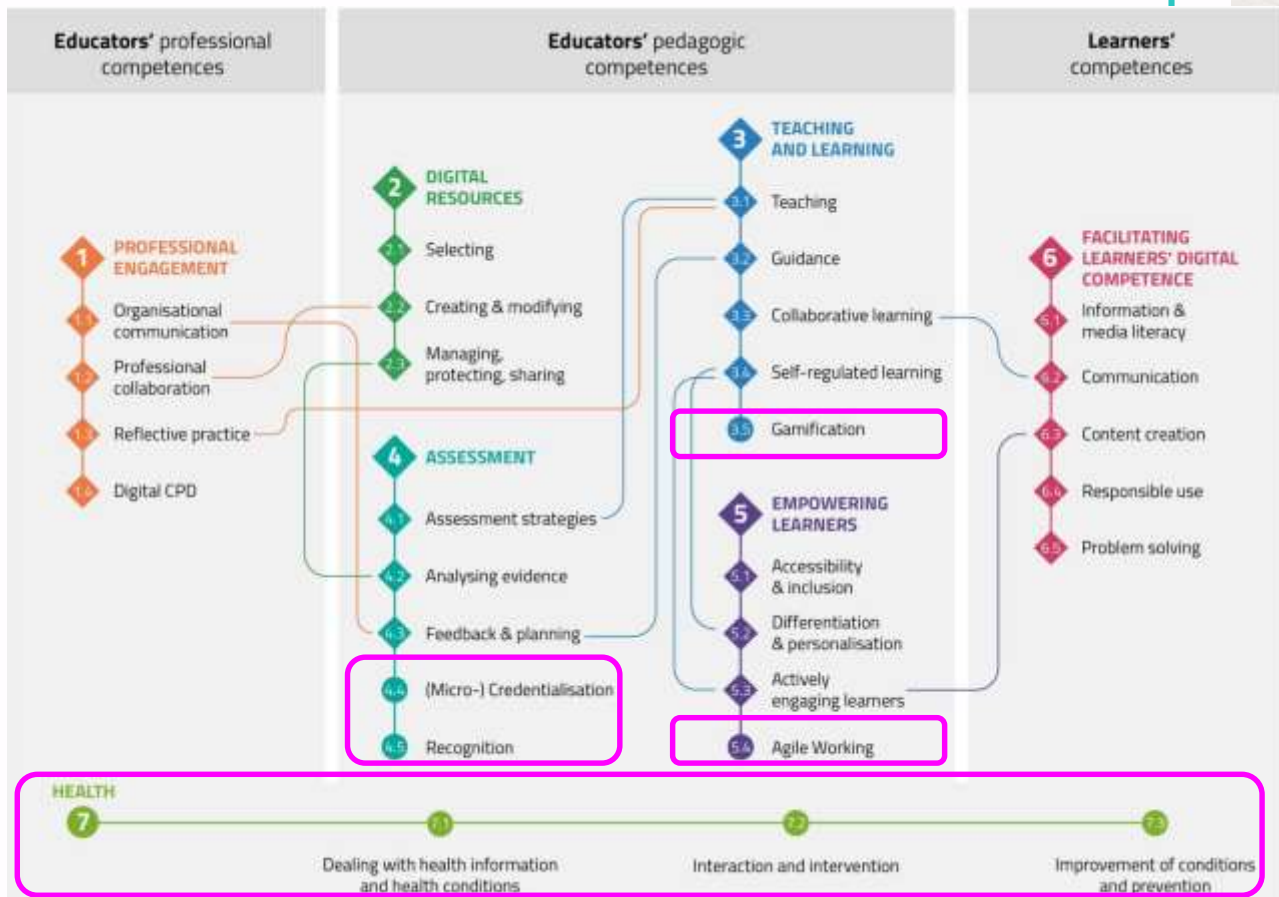 Educators' professional
competences
Educators' pedagogic
competences
Learners'
competences
1
PROFESSIONAL
ENGAGEMENT
1.1
Organisational
communication
1.2
Professional
collaboration
1.3
Reflective practice
1.4
Digital CPD
2
DIGITAL
RESOURCES
2.1
Selecting
2.2
Creating & modifying
2.3
Managing,
protecting, sharing
4
ASSESSMENT
4.1
Assessment strategies
4.2
Analysing evidence
4.3
Feedback & planning
4.4
(Micro-) Credentialisation
4.5
Recognition
3
TEACHING
AND LEARNING
3.1
Teaching
3.2
Guidance
3.3
Collaborative learning
3.4
Self-regulated learning
3.5
Gamification
5
EMPOWERING
LEARNERS
5.1
Accessibility
& inclusion
5.2
Differentiation
& personalisation
5.3
Actively
engaging learners
5.4
Agile Working
6
FACILITATING
LEARNERS' DIGITAL
COMPETENCE
Information &
media literacy
6.2
Communication
6.3
Content creation
6.4
Responsible use
6.5
Problem solving
HEALTH
7
7.1
Dealing with health information
and health conditions
7.2
Interaction and intervention
7.3
Improvement of conditions
and prevention